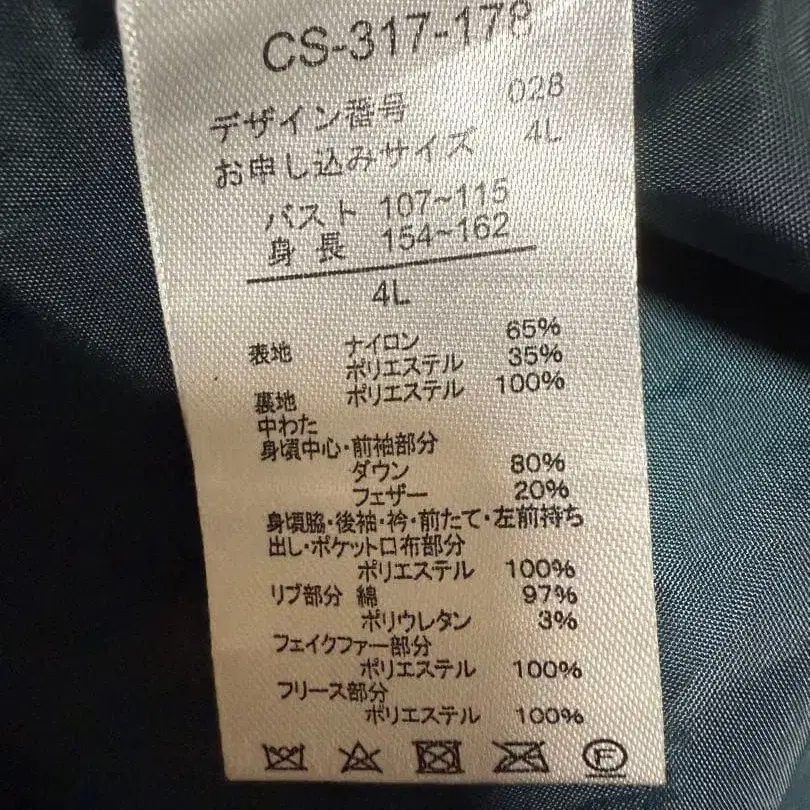 CS-317-178
デザイン番号 028
お申し込みサイズ 4L
バスト 107~115
身長 154~162
4L
表地 ナイロン 65%
ポリエステル 35%
裏地 ポリエステル 100%
中わた
身頃中心・前袖部分
ダウン 80%
フェザー 20%
身頃脇・後袖・衿・前たて・左前持ち
出し・ポケット口布部分
ポリエステル 100%
リブ部分 綿 97%
ポリウレタン 3%
フェイクファー部分
ポリエステル 100%
フリース部分
ポリエステル 100%
F